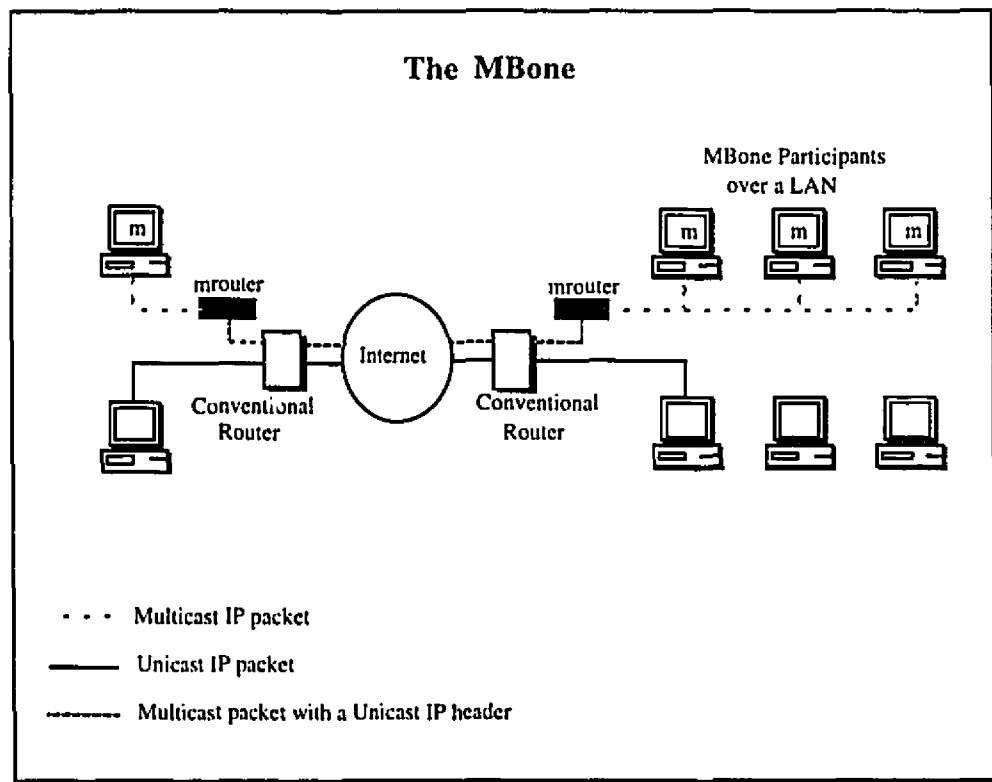 The MBone
MBone Participants
over a LAN
m
m
m
m
mrouter
mrouter
Internet
Conventional
Router
Conventional
Router
Multicast IP packet
Unicast IP packet
Multicast packet with a Unicast IP header